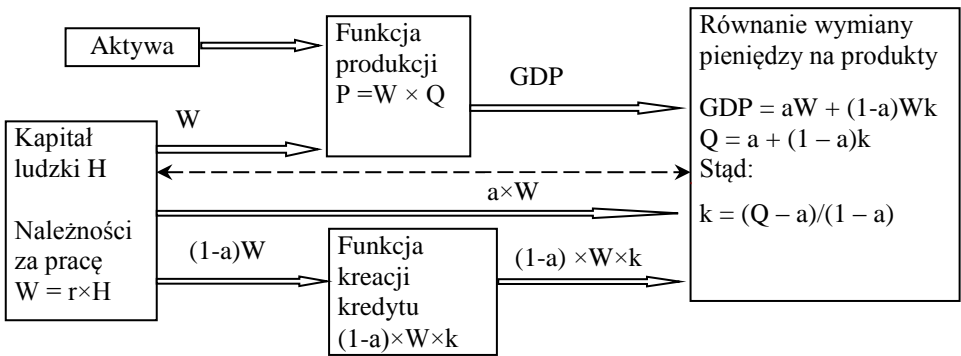 Aktywa
Funkcja
produkcji
P =W × Q
GDP
Równanie wymiany
pieniędzy na produkty
GDP = aW + (1-a)Wk
Q = a + (1 – a)k
Stąd:
k = (Q – a)/(1 – a)
W
Kapitał
ludzki H
Należności
za pracę
W = r×H
a×W
(1-a)W
Funkcja
kreacji
kredytu
(1-a)×W×k
(1-a) ×W×k